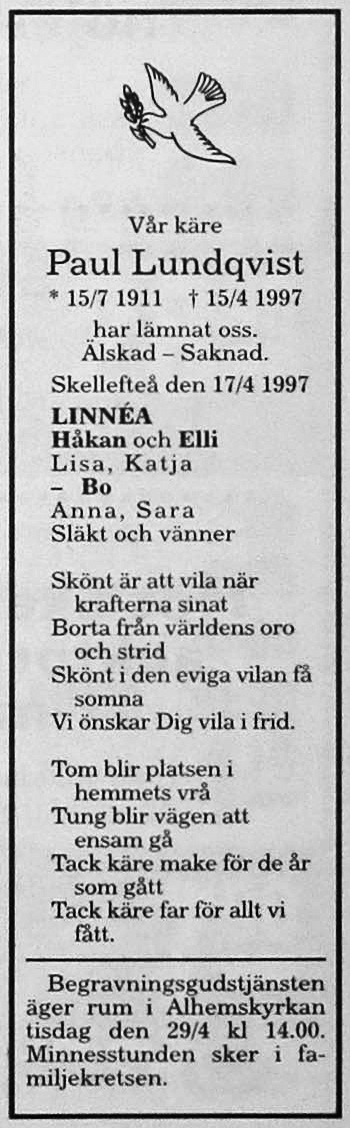 Vår käre
Paul Lundqvist
* 15/7 1911 † 15/4 1997
har lämnat oss.
Älskad – Saknad.
Skellefteå den 17/4 1997
LINNÉA
Håkan och Elli
Lisa, Katja
– Bo
Anna, Sara
Släkt och vänner
Skönt är att vila när
krafterna sinat
Borta från världens oro
och strid
Skönt i den eviga vilan få
somna
Vi önskar Dig vila i frid.
Tom blir platsen i
hemmets vrå
Tung blir vägen att
ensam gå
Tack käre make för de år
som gått
Tack käre far för allt vi
fått.
Begravningsgudstjänsten
äger rum i Alhemskyrkan
tisdag den 29/4 kl 14.00.
Minnesstunden sker i fa-
miljekretsen.